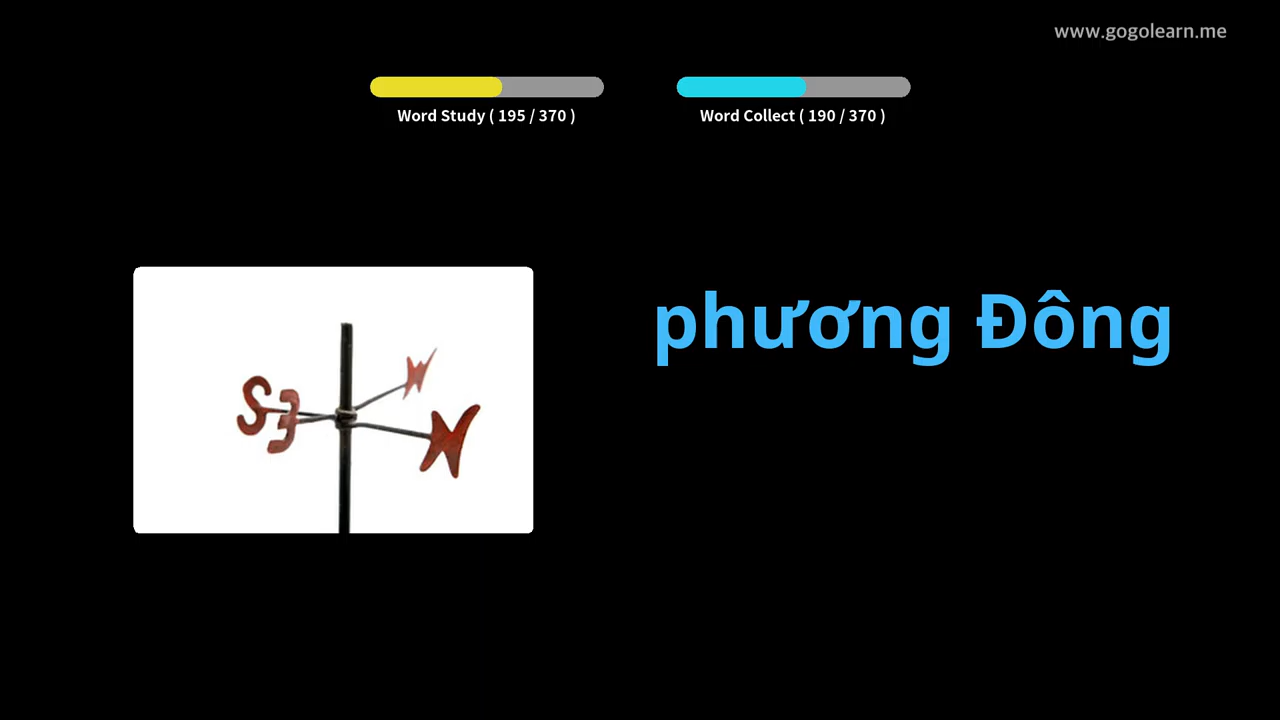 www.gogolearn.me
Word Study ( 195 / 370 )
Word Collect ( 190 / 370 )
phương Đông
S
E
N